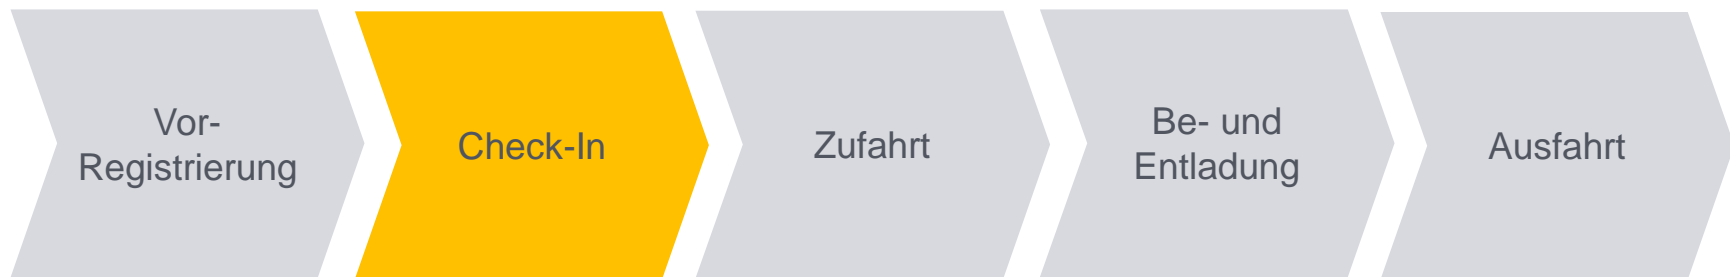 Vor-
Registrierung
Check-In
Zufahrt
Be- und
Entladung
Ausfahrt